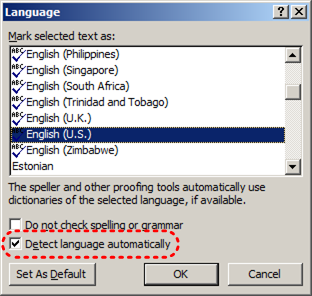 Language
Mark selected text as:
English (Philippines)
English (Singapore)
English (South Africa)
English (Trinidad and Tobago)
English (U.K.)
English (U.S.)
English (Zimbabwe)
Estonian
The speller and other proofing tools automatically use
dictionaries of the selected language, if available.
Do not check spelling or grammar
Detect language automatically
Set As Default OK Cancel